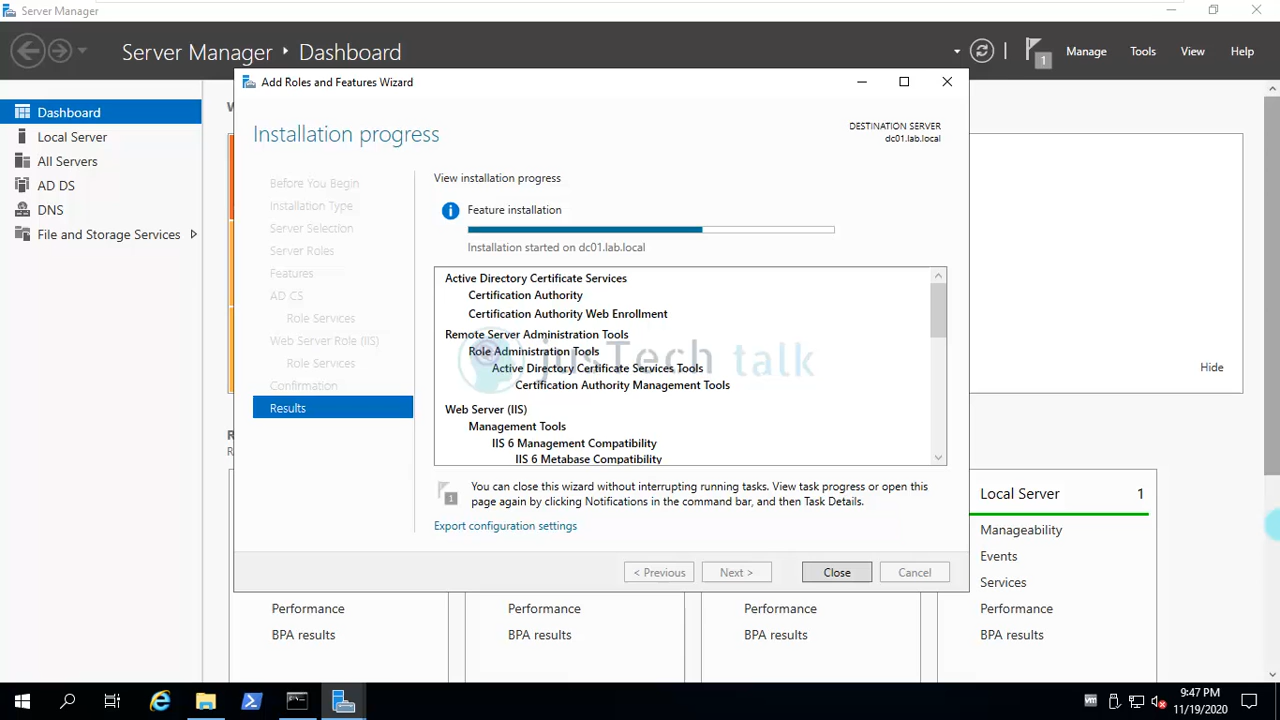 Server Manager
Server Manager ‣ Dashboard
1
Manage
Tools
View
Help
Dashboard
Local Server
All Servers
AD DS
DNS
File and Storage Services
Add Roles and Features Wizard
Installation progress
DESTINATION SERVER
dc01.lab.local
Before You Begin
Installation Type
Server Selection
Server Roles
Features
AD CS
Role Services
Web Server Role (IIS)
Role Services
Confirmation
Results
View installation progress
Feature installation
Installation started on dc01.lab.local
Active Directory Certificate Services
Certification Authority
Certification Authority Web Enrollment
Remote Server Administration Tools
Role Administration Tools
Active Directory Certificate Services Tools
Certification Authority Management Tools
Web Server (IIS)
Management Tools
IIS 6 Management Compatibility
IIS 6 Metabase Compatibility
jusTech talk
1
You can close this wizard without interrupting running tasks. View task progress or open this
page again by clicking Notifications in the command bar, and then Task Details.
Export configuration settings
< Previous
Next >
Close
Cancel
Hide
Local Server 1
Manageability
Events
Services
Performance
BPA results
Performance
BPA results
Performance
BPA results
Performance
BPA results
vm
9:47 PM
11/19/2020